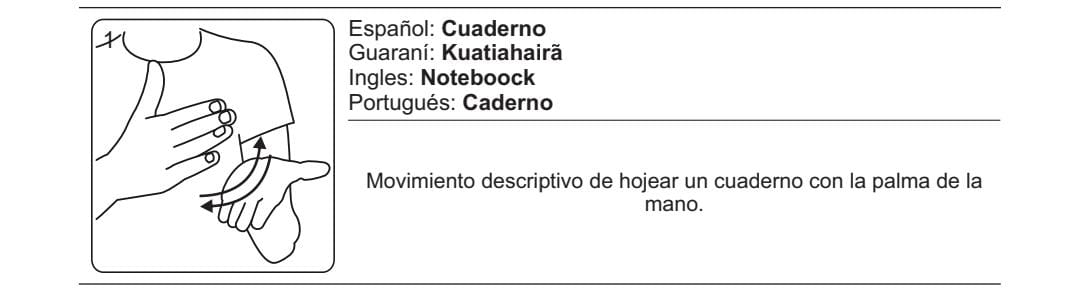 1
Español: Cuaderno
Guaraní: Kuatiahairã
Ingles: Noteboock
Portugués: Caderno
Movimiento descriptivo de hojear un cuaderno con la palma de la
mano.